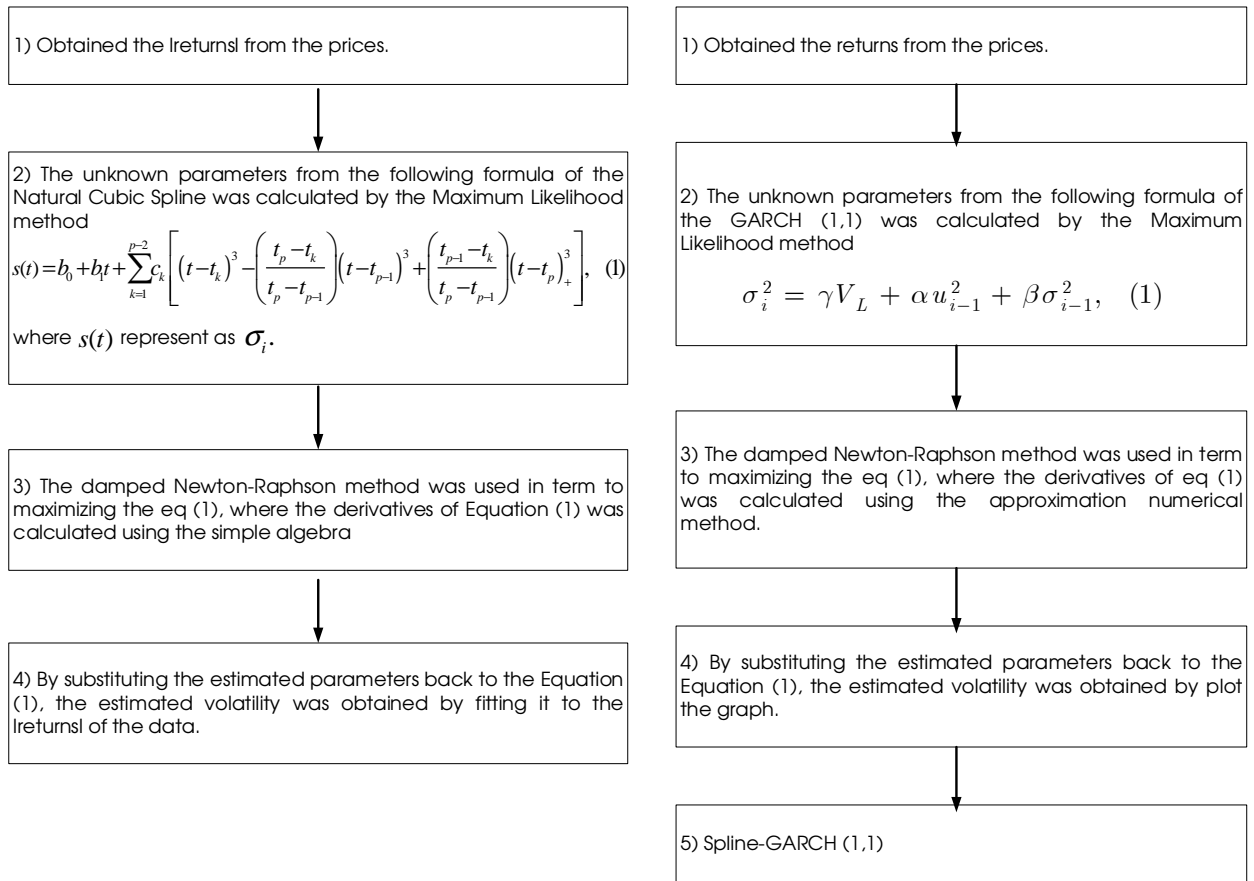 1) Obtained the lreturnsl from the prices.
2) The unknown parameters from the following formula of the
Natural Cubic Spline was calculated by the Maximum Likelihood
method
s(t)=b₀+b₁t+∑_{k=1}^{p−2} c_k[(t−t_k)^3−((t_p−t_k)/(t_p−t_{p−1}))(t−t_{p−1})^3+((t_{p−1}−t_k)/(t_p−t_{p−1}))(t−t_p)_+^3], (1)
where s(t) represent as σ_i.
3) The damped Newton-Raphson method was used in term to
maximizing the eq (1), where the derivatives of Equation (1) was
calculated using the simple algebra
4) By substituting the estimated parameters back to the Equation
(1), the estimated volatility was obtained by fitting it to the
lreturnsl of the data.
1) Obtained the returns from the prices.
2) The unknown parameters from the following formula of
the GARCH (1,1) was calculated by the Maximum
Likelihood method
σ_i^2 = γV_L + αu_{i−1}^2 + βσ_{i−1}^2, (1)
3) The damped Newton-Raphson method was used in term
to maximizing the eq (1), where the derivatives of eq (1)
was calculated using the approximation numerical
method.
4) By substituting the estimated parameters back to the
Equation (1), the estimated volatility was obtained by plot
the graph.
5) Spline-GARCH (1,1)